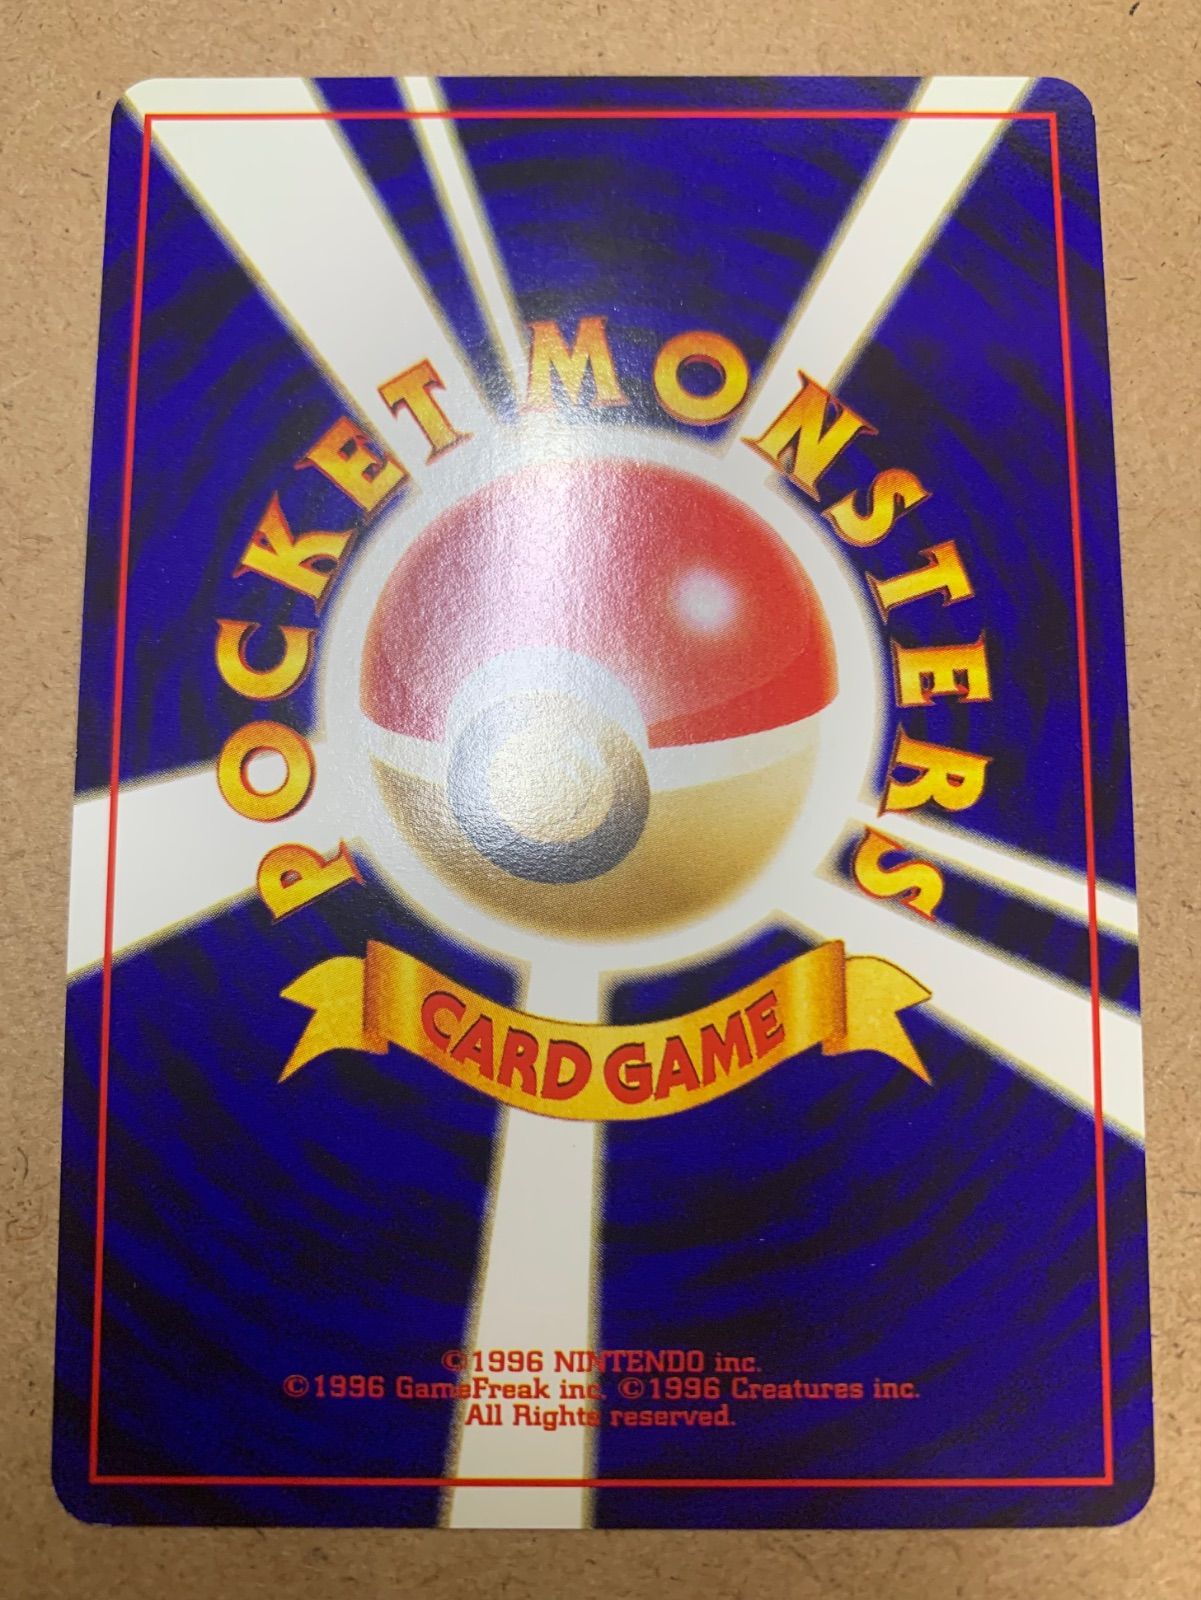 POCKET MONSTERS
CARD GAME
©1996 NINTENDO inc.
©1996 GameFreak inc. ©1996 Creatures inc.
All Rights reserved.